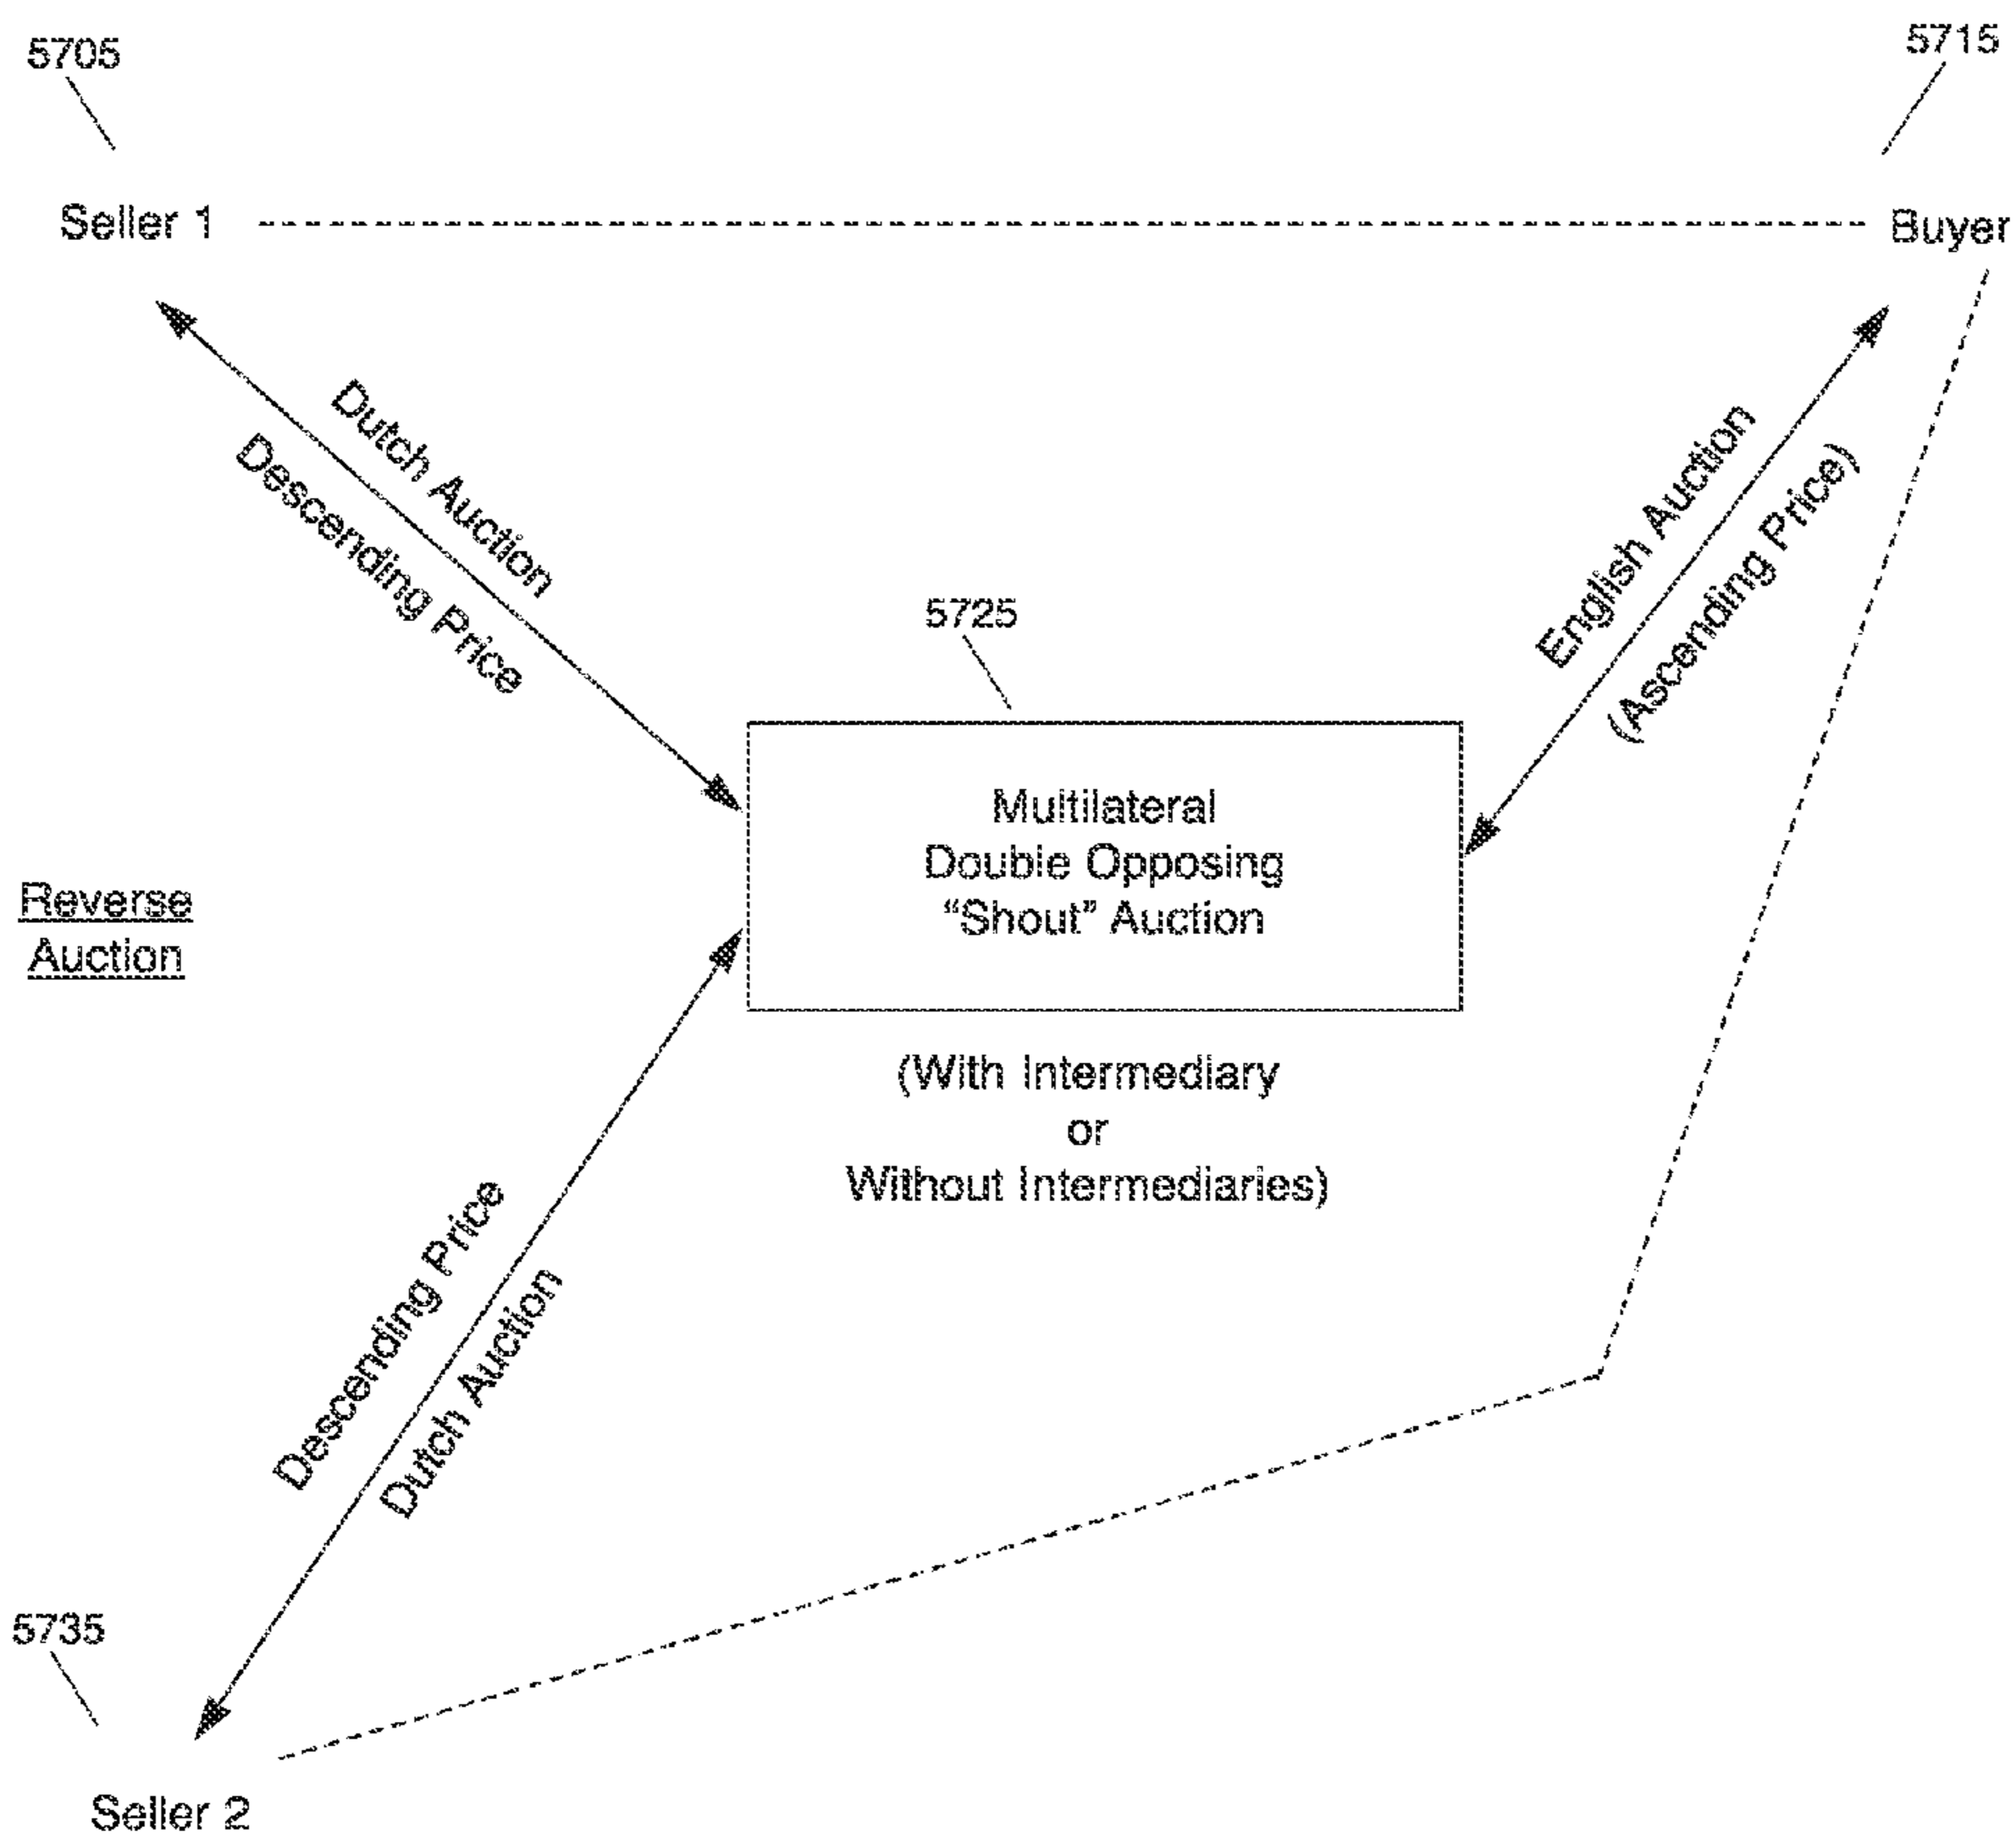 5705
5715
Seller 1
Buyer
Dutch Auction
Descending Price
English Auction
(Ascending Price)
5725
Multilateral
Double Opposing
“Shout” Auction
Reverse
Auction
(With Intermediary
or
Without Intermediaries)
Descending Price
Dutch Auction
5735
Seller 2